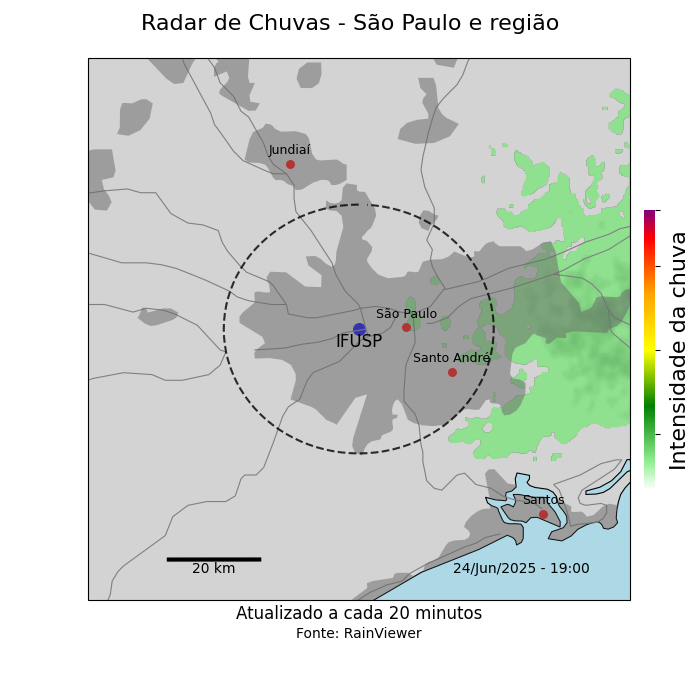 Radar de Chuvas - São Paulo e região
Jundiaí
São Paulo
IFUSP
Santo André
Santos
20 km
24/Jun/2025 - 19:00
Intensidade da chuva
Atualizado a cada 20 minutos
Fonte: RainViewer